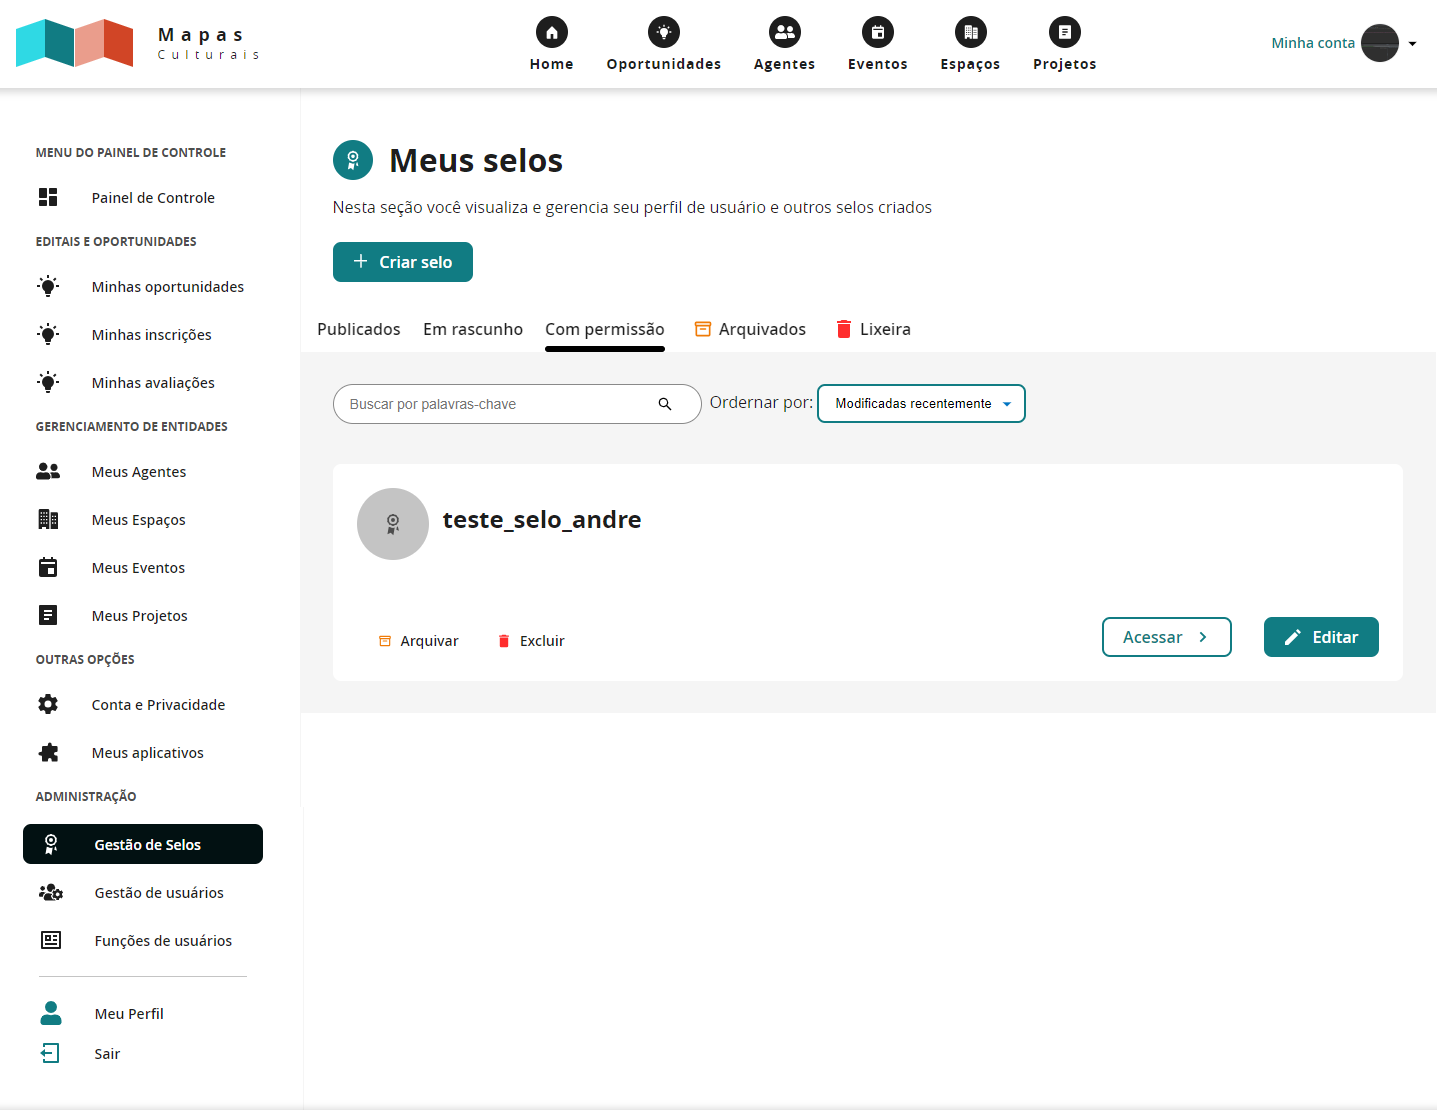 Mapas
Culturais
Home
Oportunidades
Agentes
Eventos
Espaços
Projetos
Minha conta
MENU DO PAINEL DE CONTROLE
Painel de Controle
EDITAIS E OPORTUNIDADES
Minhas oportunidades
Minhas inscrições
Minhas avaliações
GERENCIAMENTO DE ENTIDADES
Meus Agentes
Meus Espaços
Meus Eventos
Meus Projetos
OUTRAS OPÇÕES
Conta e Privacidade
Meus aplicativos
ADMINISTRAÇÃO
Gestão de Selos
Gestão de usuários
Funções de usuários
Meu Perfil
Sair
Meus selos
Nesta seção você visualiza e gerencia seu perfil de usuário e outros selos criados
Criar selo
Publicados
Em rascunho
Com permissão
Arquivados
Lixeira
Buscar por palavras-chave
Ordernar por:
Modificadas recentemente
teste_selo_andre
Arquivar
Excluir
Acessar
Editar